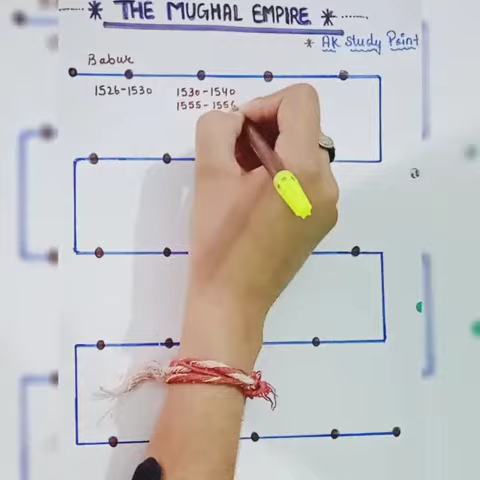 * THE MUGHAL EMPIRE *
* AK Study Point
Babur
1526-1530 1530-1540
1555-1556